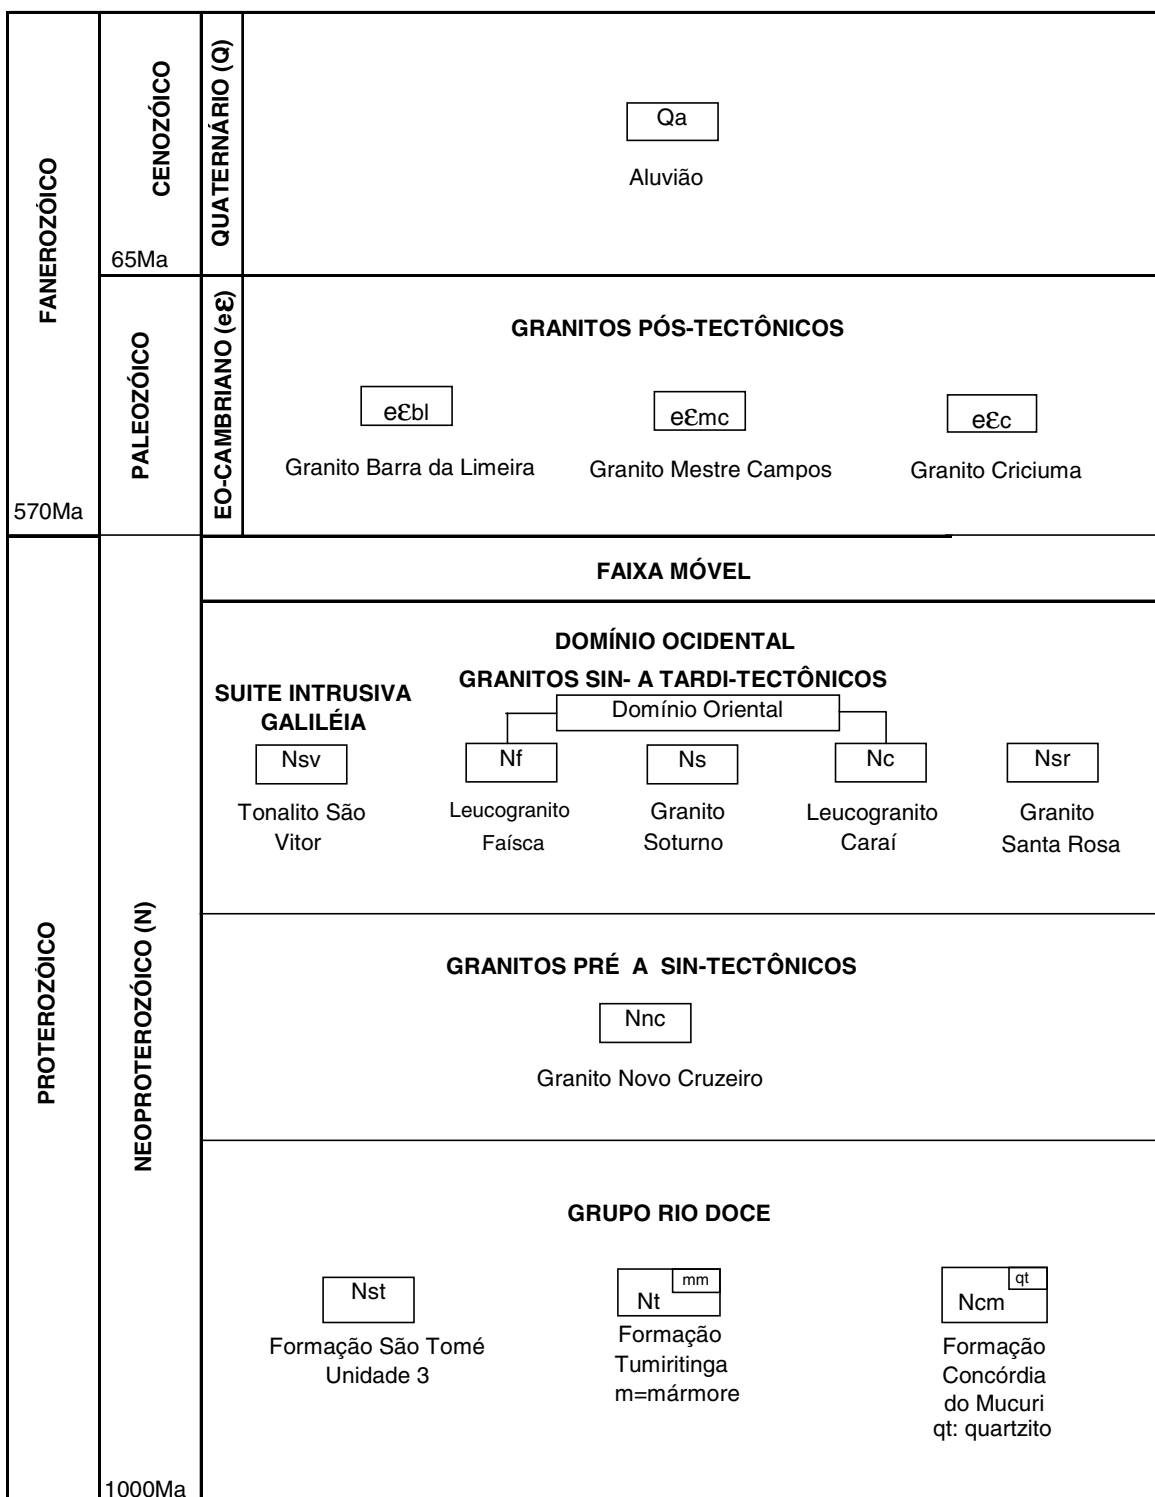 FANEROZÓICO
570Ma
CENOZÓICO
65Ma
QUATERNÁRIO (Q)
Qa
Aluvião
PALEOZÓICO
EO-CAMBRIANO (eƐ)
GRANITOS PÓS-TECTÔNICOS
eƐbl
Granito Barra da Limeira
eƐmc
Granito Mestre Campos
eƐc
Granito Criciuma
PROTEROZÓICO
NEOPROTEROZÓICO (N)
1000Ma
FAIXA MÓVEL
DOMÍNIO OCIDENTAL
GRANITOS SIN- A TARDI-TECTÔNICOS
Domínio Oriental
SUITE INTRUSIVA
GALILÉIA
Nsv
Tonalito São
Vitor
Nf
Leucogranito
Faísca
Ns
Granito
Soturno
Nc
Leucogranito
Caraí
Nsr
Granito
Santa Rosa
GRANITOS PRÉ A SIN-TECTÔNICOS
Nnc
Granito Novo Cruzeiro
GRUPO RIO DOCE
Nst
Formação São Tomé
Unidade 3
mm
Nt
Formação
Tumiritinga
m=mármore
qt
Ncm
Formação
Concórdia
do Mucuri
qt: quartzito